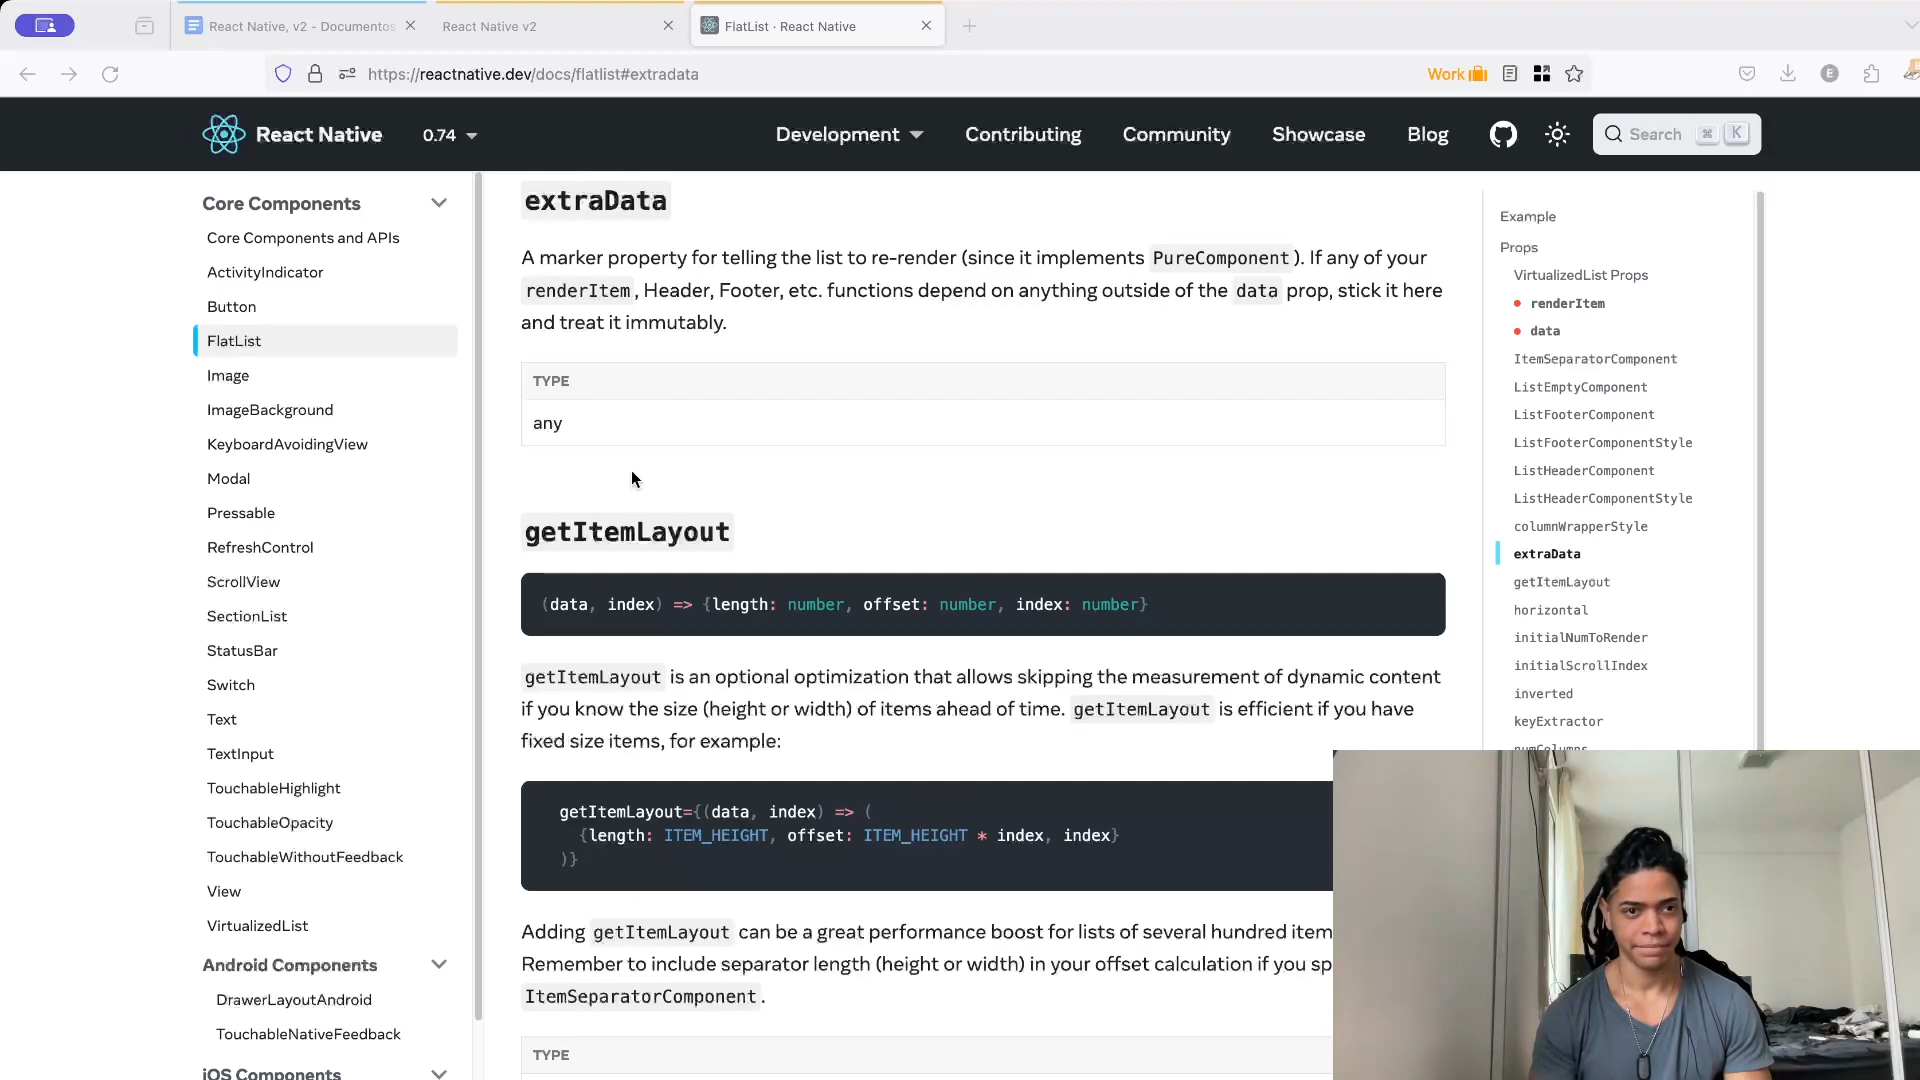 React Native, v2 - Documentos
React Native v2
FlatList · React Native
https://reactnative.dev/docs/flatlist#extradata
Work
E
React Native
0.74
Development
Contributing
Community
Showcase
Blog
Search
⌘
K
Core Components
Core Components and APIs
ActivityIndicator
Button
FlatList
Image
ImageBackground
KeyboardAvoidingView
Modal
Pressable
RefreshControl
ScrollView
SectionList
StatusBar
Switch
Text
TextInput
TouchableHighlight
TouchableOpacity
TouchableWithoutFeedback
View
VirtualizedList
Android Components
DrawerLayoutAndroid
TouchableNativeFeedback
iOS Components
extraData
A marker property for telling the list to re-render (since it implements PureComponent). If any of your
renderItem, Header, Footer, etc. functions depend on anything outside of the data prop, stick it here
and treat it immutably.
TYPE
any
getItemLayout
(data, index) => {length: number, offset: number, index: number}
getItemLayout is an optional optimization that allows skipping the measurement of dynamic content
if you know the size (height or width) of items ahead of time. getItemLayout is efficient if you have
fixed size items, for example:
getItemLayout={(data, index) => (
{length: ITEM_HEIGHT, offset: ITEM_HEIGHT * index, index}
)}
Adding getItemLayout can be a great performance boost for lists of several hundred item
Remember to include separator length (height or width) in your offset calculation if you sp
ItemSeparatorComponent.
TYPE
Example
Props
VirtualizedList Props
renderItem
data
ItemSeparatorComponent
ListEmptyComponent
ListFooterComponent
ListFooterComponentStyle
ListHeaderComponent
ListHeaderComponentStyle
columnWrapperStyle
extraData
getItemLayout
horizontal
initialNumToRender
initialScrollIndex
inverted
keyExtractor
numColumns